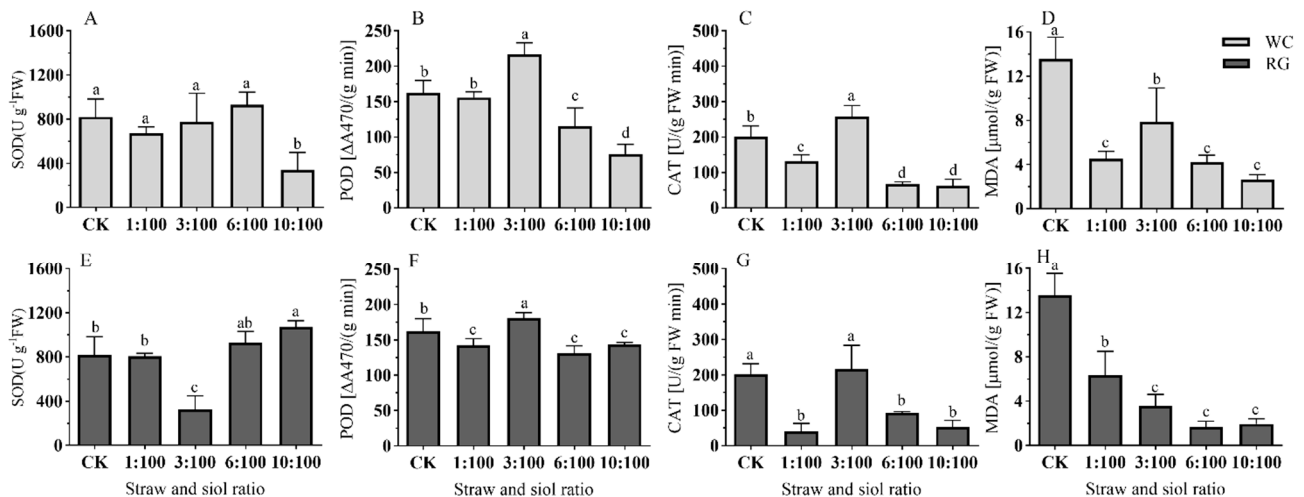 A
SOD(U g-1FW)
1600
1200
800
400
0
a
a
a
a
b
CK 1:100 3:100 6:100 10:100
B
POD [ΔA470/(g min)]
250
200
150
100
50
0
b
b
a
c
d
CK 1:100 3:100 6:100 10:100
C
CAT [U/(g FW min)]
500
400
300
200
100
50
0
b
c
a
d
d
CK 1:100 3:100 6:100 10:100
D
MDA [μmol/(g FW)]
16
12
8
4
0
a
c
b
c
c
CK 1:100 3:100 6:100 10:100
WC
RG
E
SOD(U g-1FW)
1600
1200
800
400
0
b
b
c
ab
a
CK 1:100 3:100 6:100 10:100
Straw and siol ratio
F
POD [ΔA470/(g min)]
250
200
150
100
50
0
b
c
a
c
c
CK 1:100 3:100 6:100 10:100
Straw and siol ratio
G
CAT [U/(g FW min)]
500
400
300
200
100
50
0
a
b
a
b
b
CK 1:100 3:100 6:100 10:100
Straw and siol ratio
H
MDA [μmol/(g FW)]
16
12
8
4
0
a
b
c
c
c
CK 1:100 3:100 6:100 10:100
Straw and siol ratio